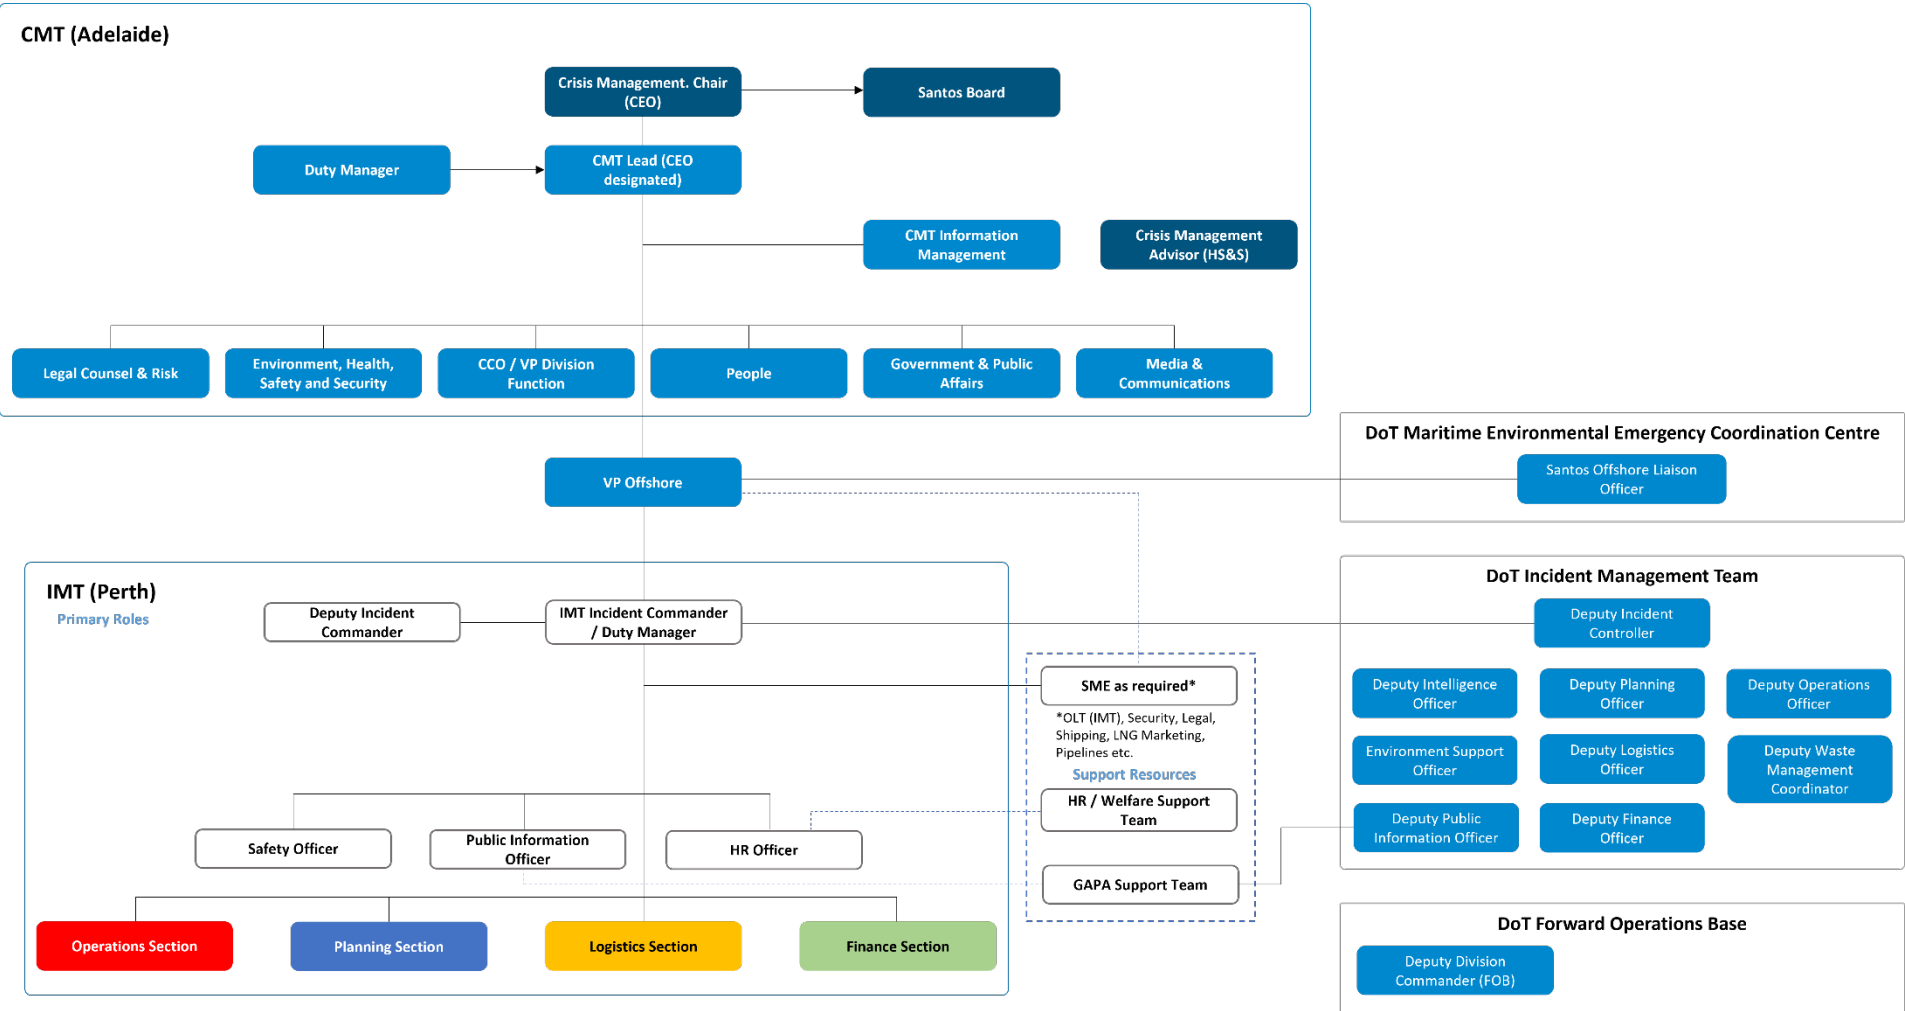 CMT (Adelaide)
Crisis Management. Chair
(CEO)
Santos Board
Duty Manager
CMT Lead (CEO
designated)
CMT Information
Management
Crisis Management
Advisor (HS&S)
Legal Counsel & Risk
Environment, Health,
Safety and Security
CCO / VP Division
Function
People
Government & Public
Affairs
Media &
Communications
VP Offshore
DoT Maritime Environmental Emergency Coordination Centre
Santos Offshore Liaison
Officer
IMT (Perth)
Primary Roles
Deputy Incident
Commander
IMT Incident Commander
/ Duty Manager
SME as required*
*OLT (IMT), Security, Legal,
Shipping, LNG Marketing,
Pipelines etc.
Support Resources
HR / Welfare Support
Team
GAPA Support Team
Safety Officer
Public Information
Officer
HR Officer
Operations Section
Planning Section
Logistics Section
Finance Section
DoT Incident Management Team
Deputy Incident
Controller
Deputy Intelligence
Officer
Deputy Planning
Officer
Deputy Operations
Officer
Environment Support
Officer
Deputy Logistics
Officer
Deputy Waste
Management
Coordinator
Deputy Public
Information Officer
Deputy Finance
Officer
DoT Forward Operations Base
Deputy Division
Commander (FOB)